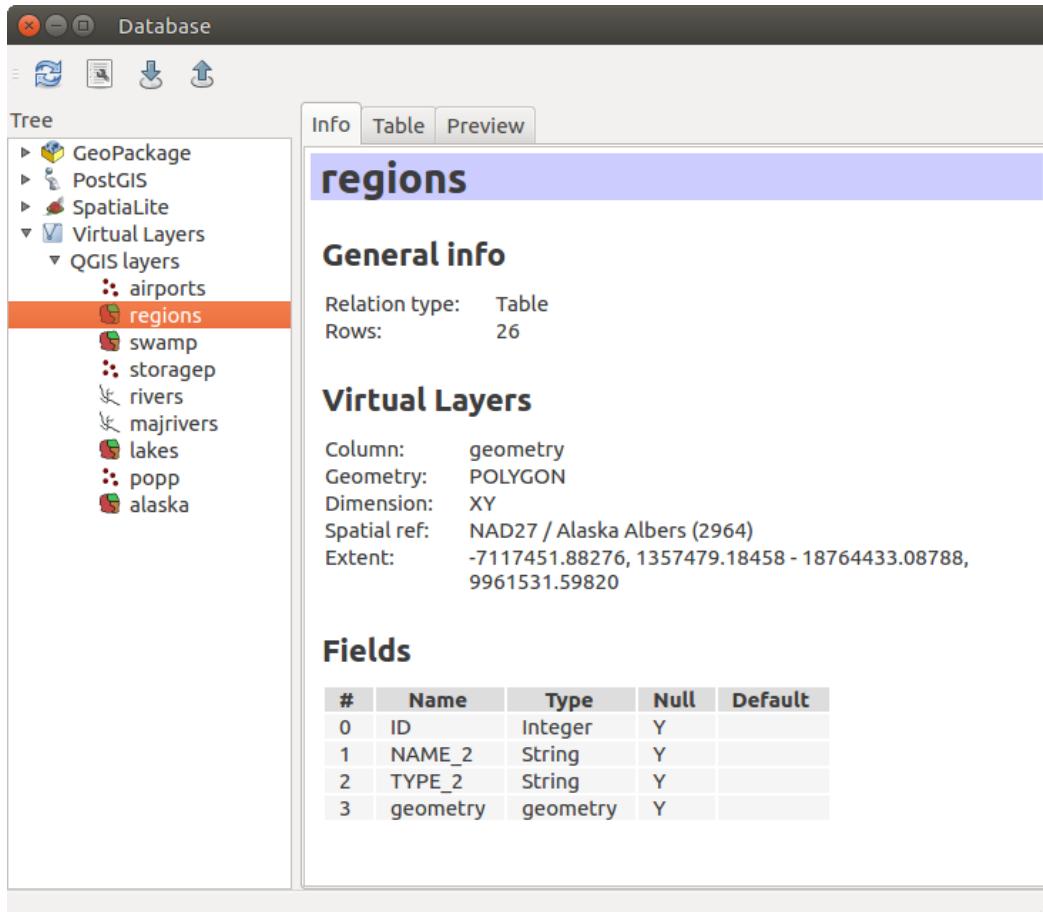 Database
Tree
GeoPackage
PostGIS
SpatiaLite
Virtual Layers
QGIS layers
airports
regions
swamp
storagep
rivers
majrivers
lakes
popp
alaska
Info Table Preview
regions
General info
Relation type: Table
Rows: 26
Virtual Layers
Column: geometry
Geometry: POLYGON
Dimension: XY
Spatial ref: NAD27 / Alaska Albers (2964)
Extent: -7117451.88276, 1357479.18458 - 18764433.08788,
9961531.59820
Fields
# Name Type Null Default
0 ID Integer Y
1 NAME_2 String Y
2 TYPE_2 String Y
3 geometry geometry Y